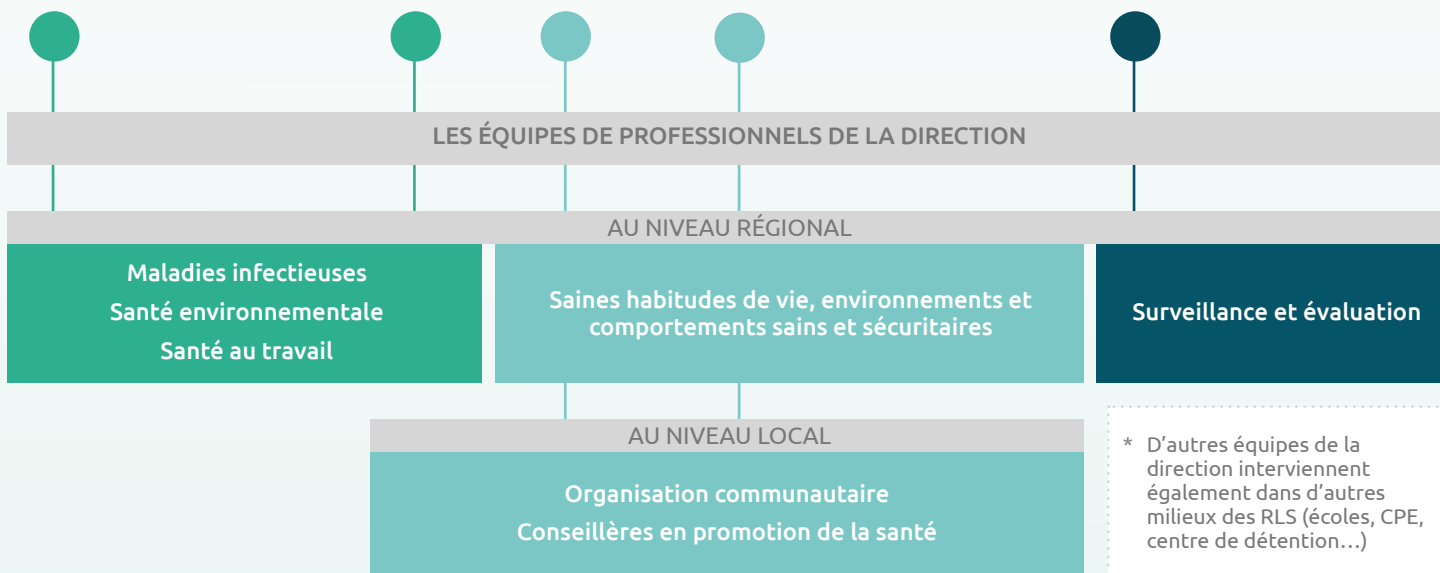 LES ÉQUIPES DE PROFESSIONNELS DE LA DIRECTION
AU NIVEAU RÉGIONAL
Maladies infectieuses
Santé environnementale
Santé au travail
Saines habitudes de vie, environnements et
comportements sains et sécuritaires
Surveillance et évaluation
AU NIVEAU LOCAL
Organisation communautaire
Conseillères en promotion de la santé
* D’autres équipes de la
direction interviennent
également dans d’autres
milieux des RLS (écoles, CPE,
centre de détention…)